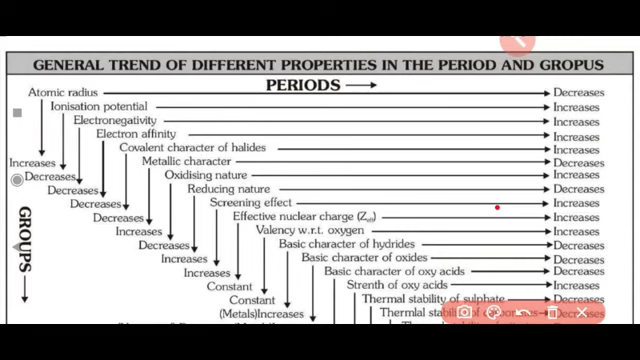 GENERAL TREND OF DIFFERENT PROPERTIES IN THE PERIOD AND GROPUS
PERIODS
Atomic radius Decreases
Ionisation potential Increases
Electronegativity Increases
Electron affinity Increases
Covalent character of halides Increases
Increases Metallic character Decreases
Decreases Oxidising nature Increases
Decreases Reducing nature Decreases
Decreases Screening effect Increases
Decreases Effective nuclear charge (Zeff) Increases
Increases Valency w.r.t. oxygen Increases
Decreases Basic character of hydrides Decreases
Increases Basic character of oxides Decreases
Increases Basic character of oxy acids Decreases
Constant Strenth of oxy acids Increases
Constant Thermal stability of sulphate Decreases
(Metals)Increases Thermlal stability of Decreases
GROUPS